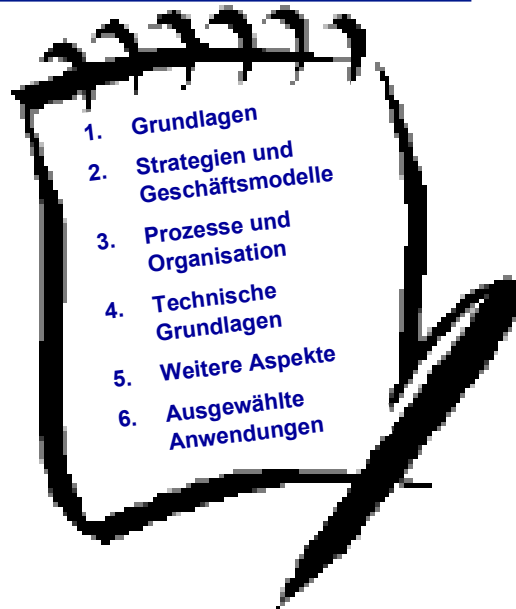 1. Grundlagen
2. Strategien und
Geschäftsmodelle
3. Prozesse und
Organisation
4. Technische
Grundlagen
5. Weitere Aspekte
6. Ausgewählte
Anwendungen